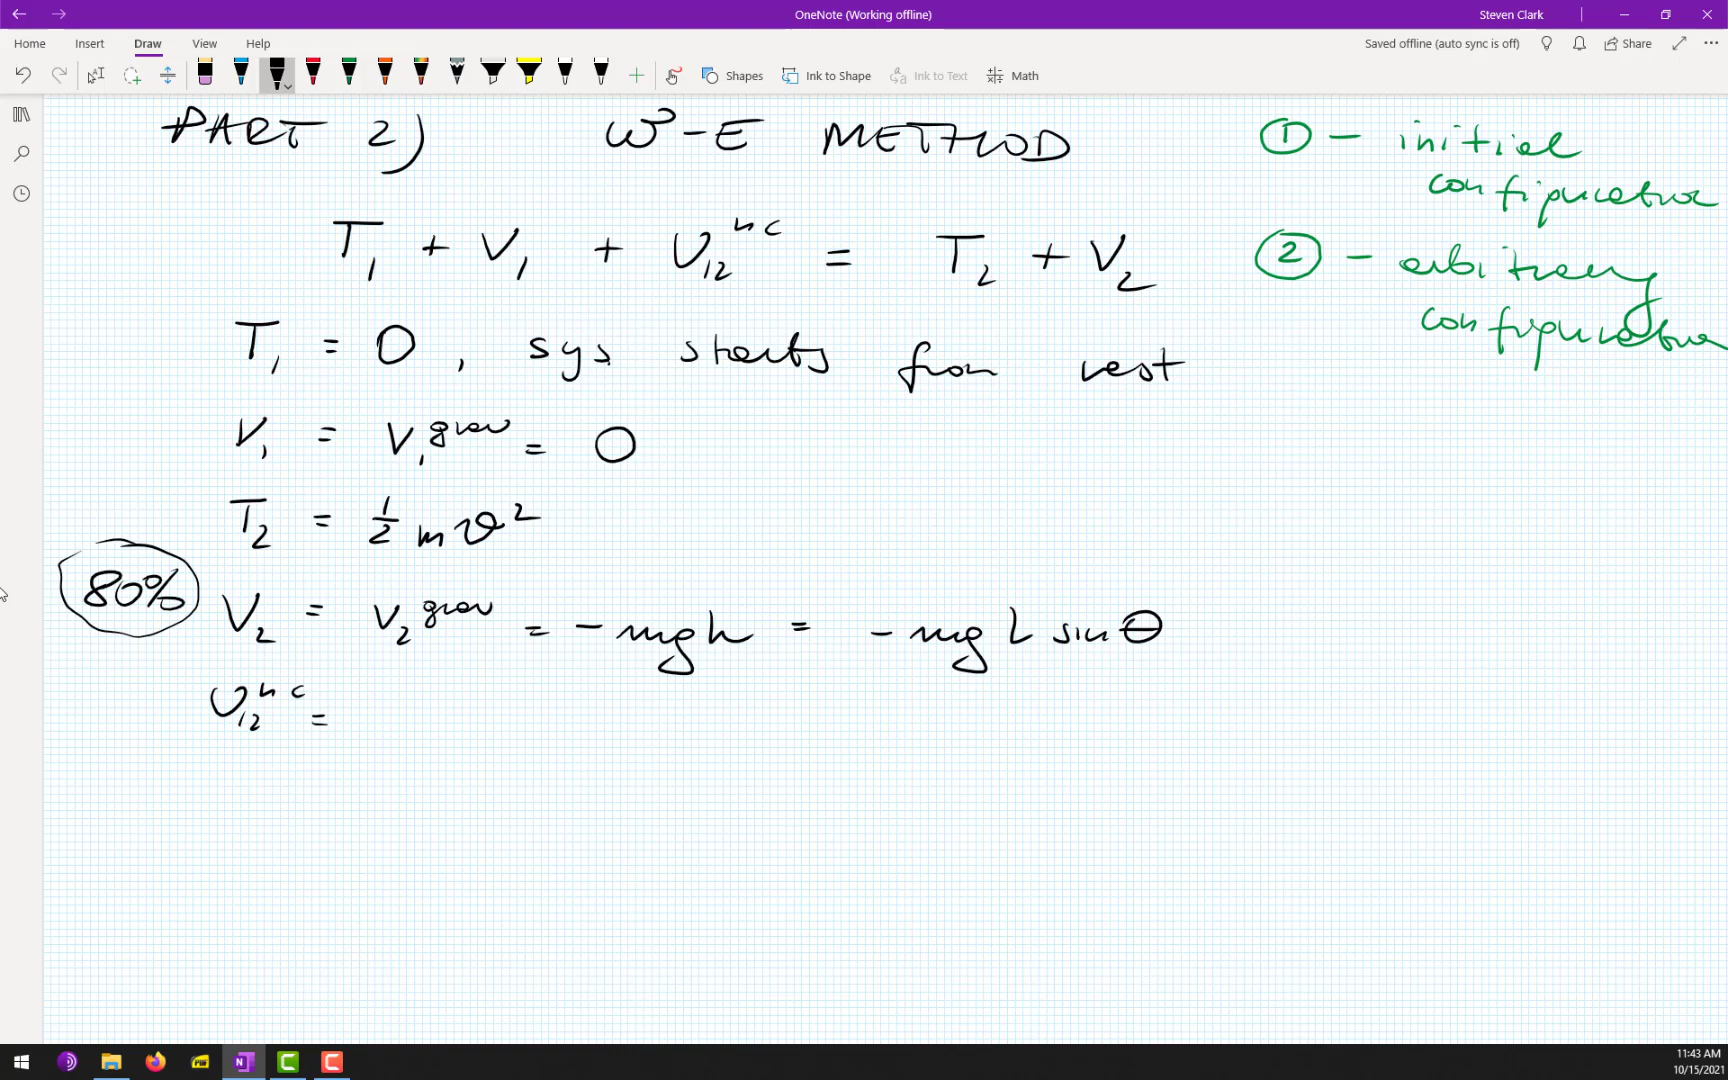 OneNote (Working offline)
Steven Clark
Home Insert Draw View Help
Saved offline (auto sync is off) Share
Shapes Ink to Shape Ink to Text Math
PART 2) W-E METHOD
① – initial
configuration
T₁ + V₁ + U₁₂ⁿᶜ = T₂ + V₂
② – arbitrary
configuration
T₁ = 0, sys starts from rest
V₁ = V₁ᵍʳᵃᵛ = 0
T₂ = ½ m v²
80%
V₂ = V₂ᵍʳᵃᵛ = - mgh = - mg L sin θ
U₁₂ⁿᶜ =
11:43 AM
10/15/2021